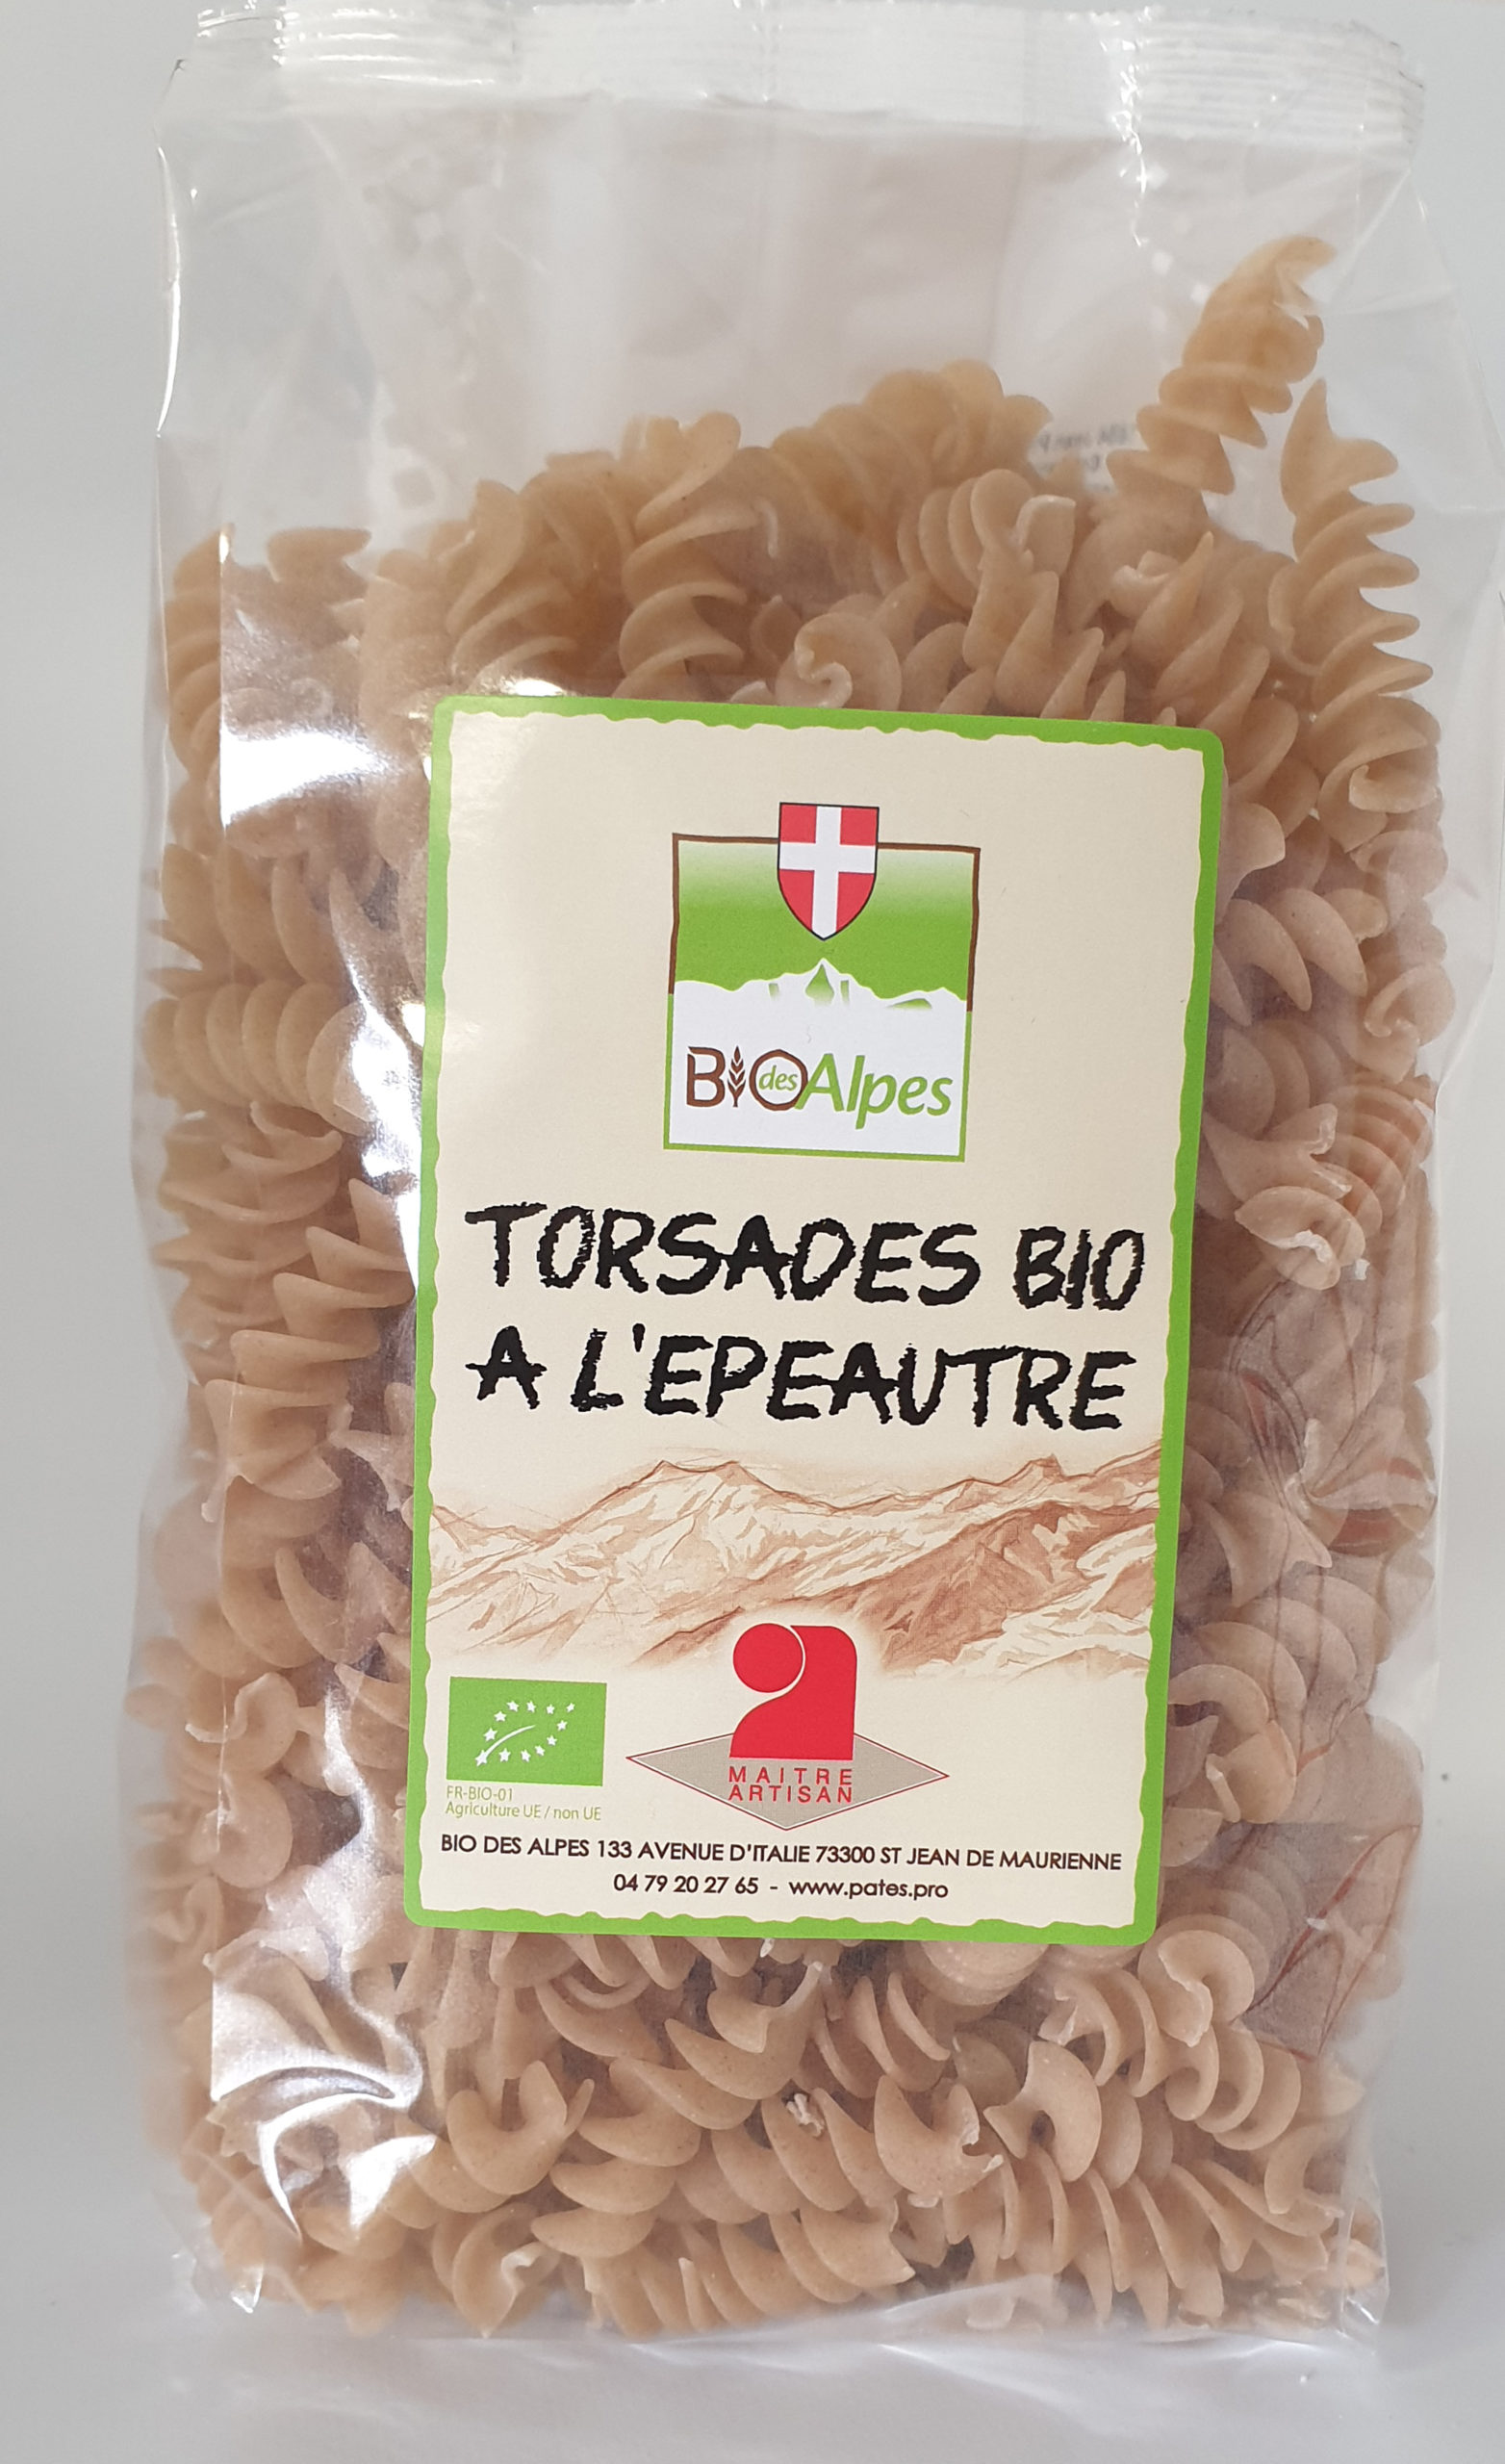 BIO des Alpes
TORSADES BIO
A L'EPEAUTRE
FR-BIO-01
Agriculture UE / non UE
MAITRE
ARTISAN
BIO DES ALPES 133 AVENUE D'ITALIE 73300 ST JEAN DE MAURIENNE
04 79 20 27 65 - www.pates.pro